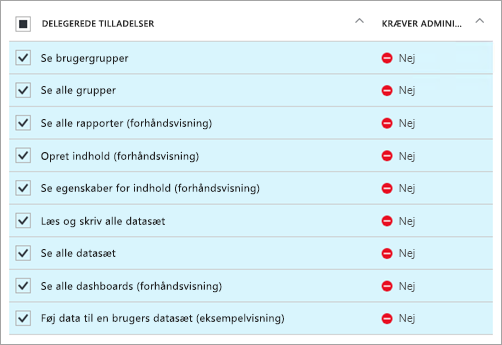 DELEGEREDE TILLADELSER KRÆVER ADMINI...
Se brugergrupper Nej
Se alle grupper Nej
Se alle rapporter (forhåndsvisning) Nej
Opret indhold (forhåndsvisning) Nej
Se egenskaber for indhold (forhåndsvisning) Nej
Læs og skriv alle datasæt Nej
Se alle datasæt Nej
Se alle dashboards (forhåndsvisning) Nej
Føj data til en brugers datasæt (eksempelvisning) Nej